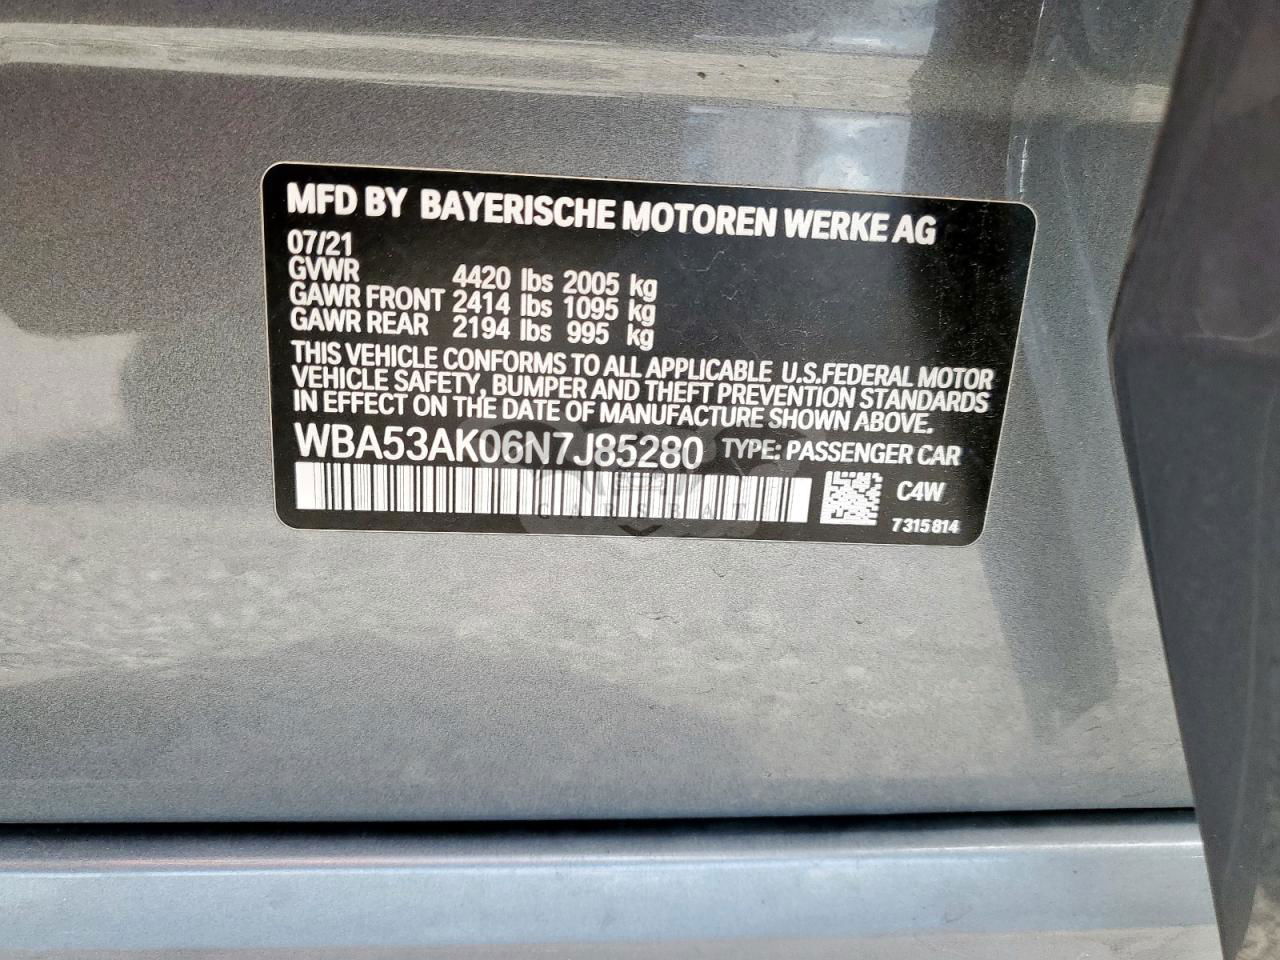 MFD BY BAYERISCHE MOTOREN WERKE AG
07/21
GVWR 4420 lbs 2005 kg
GAWR FRONT 2414 lbs 1095 kg
GAWR REAR 2194 lbs 995 kg
THIS VEHICLE CONFORMS TO ALL APPLICABLE U.S.FEDERAL MOTOR
VEHICLE SAFETY, BUMPER AND THEFT PREVENTION STANDARDS
IN EFFECT ON THE DATE OF MANUFACTURE SHOWN ABOVE.
WBA53AK06N7J85280 TYPE: PASSENGER CAR
C4W
7315814
CARSBAT